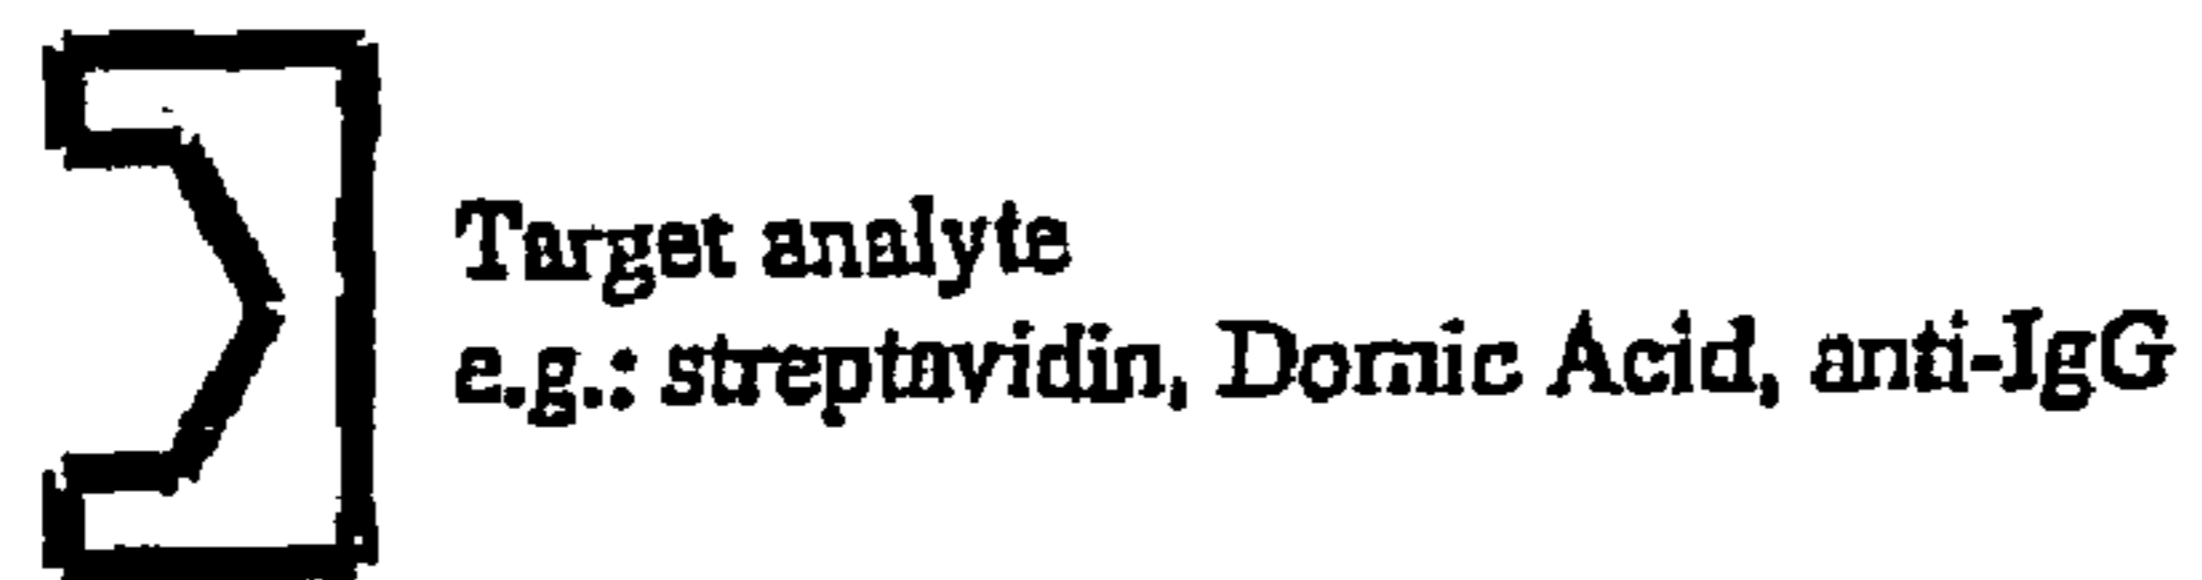 Target analyte
e.g.: streptavidin, Domic Acid, anti-IgG